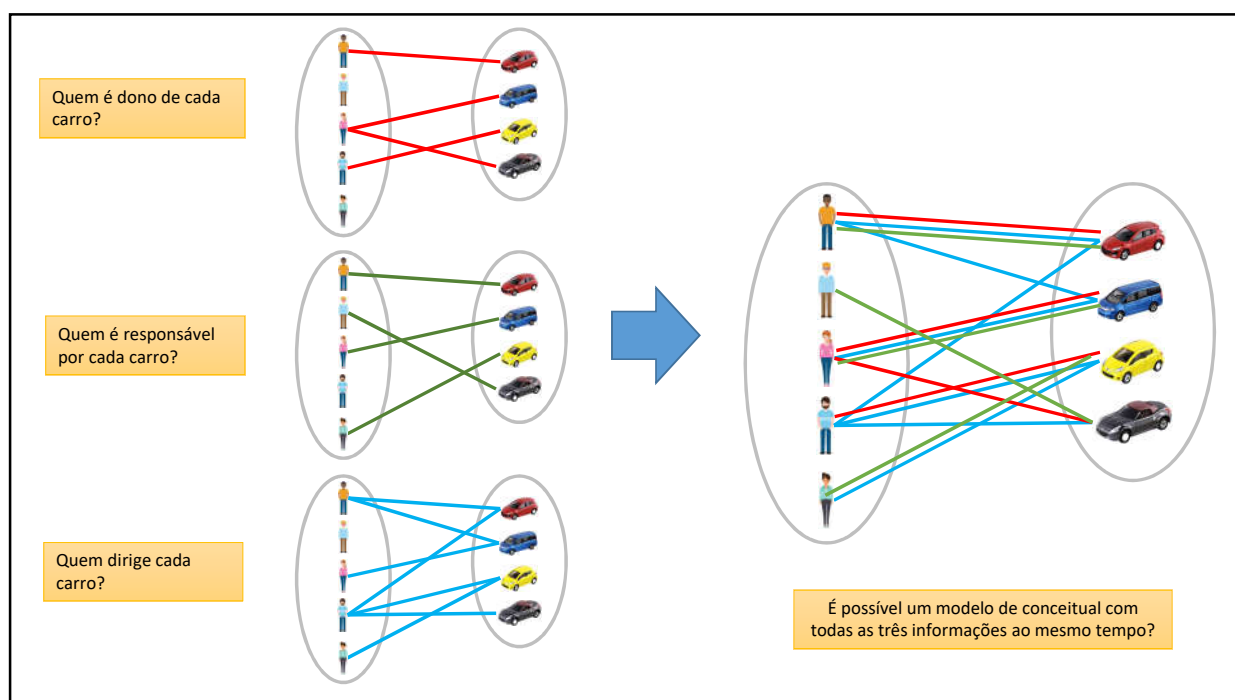 Quem é dono de cada
carro?
Quem é responsável
por cada carro?
Quem dirige cada
carro?
É possível um modelo de conceitual com
todas as três informações ao mesmo tempo?